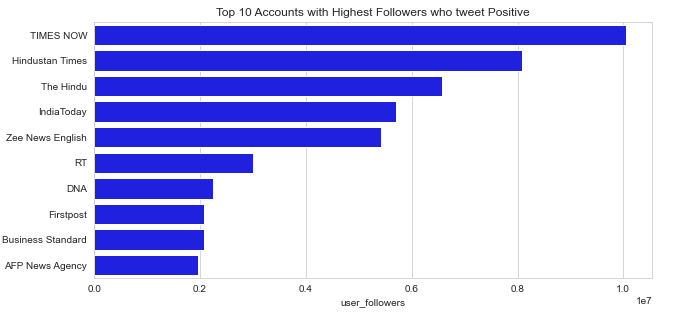 Top 10 Accounts with Highest Followers who tweet Positive
TIMES NOW
Hindustan Times
The Hindu
IndiaToday
Zee News English
RT
DNA
Firstpost
Business Standard
AFP News Agency
0.0 0.2 0.4 0.6 0.8 1.0
1e7
user_followers